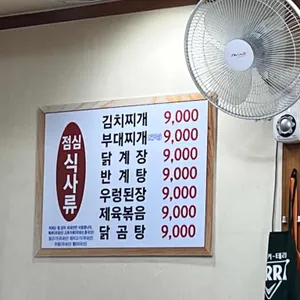 점심 식사류
김치찌개 9,000
부대찌개 9,000
닭계장 9,000
반계탕 9,000
우렁된장 9,000
제육볶음 9,000
닭곰탕 9,000